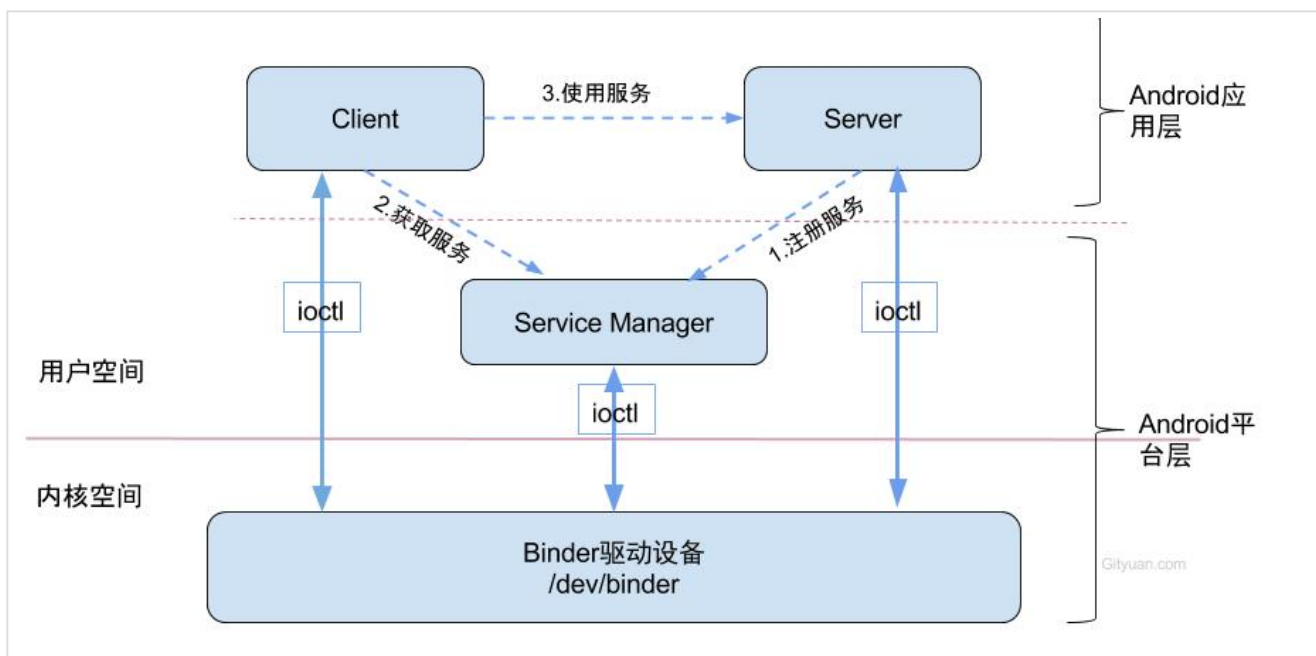 Client
3.使用服务
Server
Android应
用层
2.获取服务
1.注册服务
ioctl
Service Manager
ioctl
用户空间
ioctl
Android平
台层
内核空间
Binder驱动设备
/dev/binder
Gityuan.com